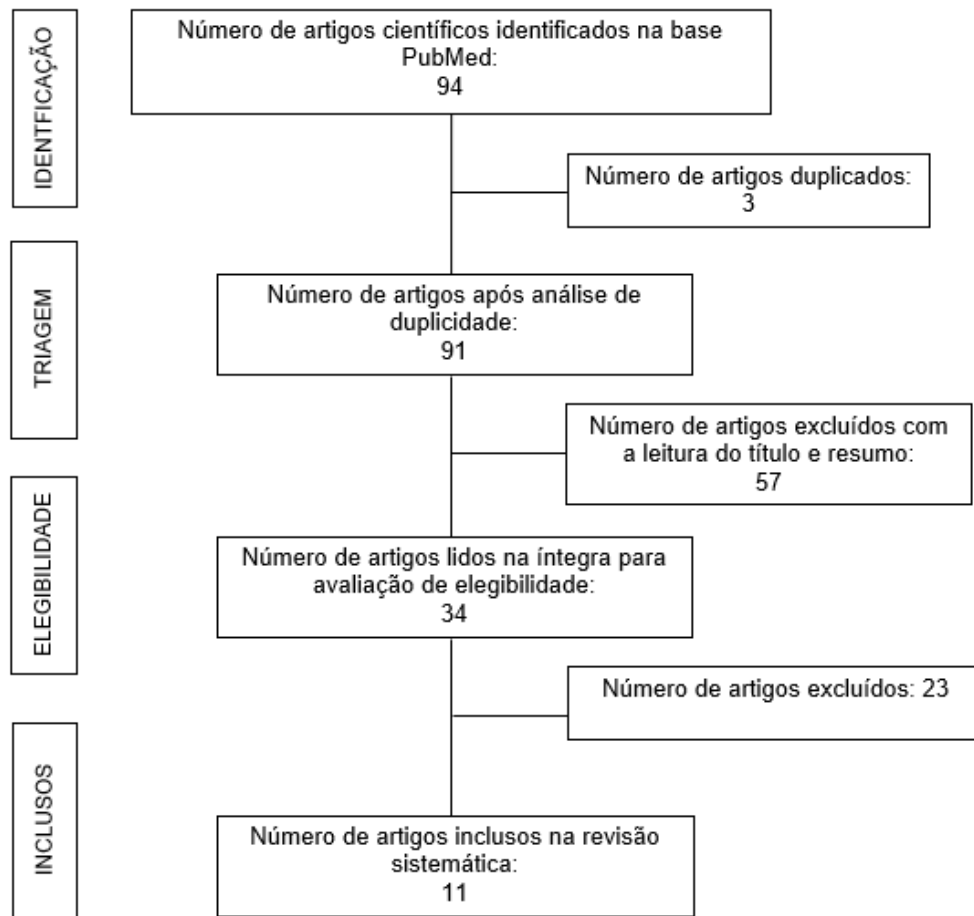 IDENTFICAÇÃO
Número de artigos científicos identificados na base
PubMed:
94
Número de artigos duplicados:
3
TRIAGEM
Número de artigos após análise de
duplicidade:
91
Número de artigos excluídos com
a leitura do título e resumo:
57
ELEGIBILIDADE
Número de artigos lidos na íntegra para
avaliação de elegibilidade:
34
Número de artigos excluídos: 23
INCLUSOS
Número de artigos inclusos na revisão
sistemática:
11